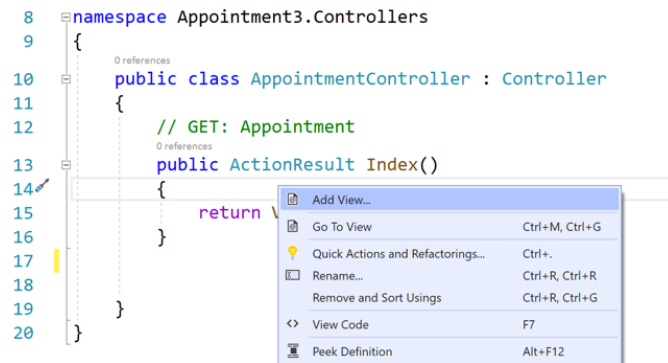 8 namespace Appointment3.Controllers
9 {
0 references
10 public class AppointmentController : Controller
11 {
12 // GET: Appointment
0 references
13 public ActionResult Index()
14 {
15 return
16 }
17
18
19 }
20 }
Add View...
Go To View Ctrl+M, Ctrl+G
Quick Actions and Refactorings... Ctrl+.
Rename... Ctrl+R, Ctrl+R
Remove and Sort Usings Ctrl+R, Ctrl+G
View Code F7
Peek Definition Alt+F12